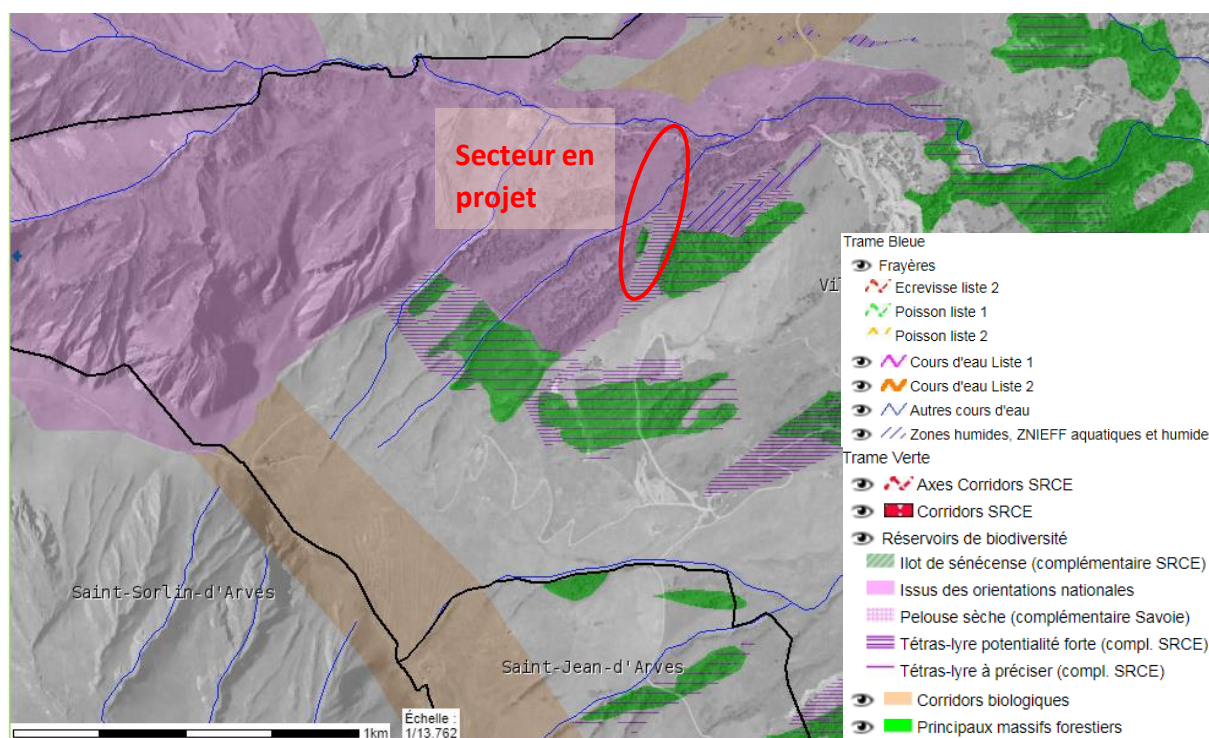 Secteur en
projet
Vil
Saint-Sorlin-d'Arves
Saint-Jean-d'Arves
Échelle :
1/13.762
1km
Trame Bleue
Frayères
Ecrevisse liste 2
Poisson liste 1
Poisson liste 2
Cours d'eau Liste 1
Cours d'eau Liste 2
Autres cours d'eau
Zones humides, ZNIEFF aquatiques et humide
Trame Verte
Axes Corridors SRCE
Corridors SRCE
Réservoirs de biodiversité
Ilot de sénécense (complémentaire SRCE)
Issus des orientations nationales
Pelouse sèche (complémentaire Savoie)
Tétras-lyre potentialité forte (compl. SRCE)
Tétras-lyre à préciser (compl. SRCE)
Corridors biologiques
Principaux massifs forestiers